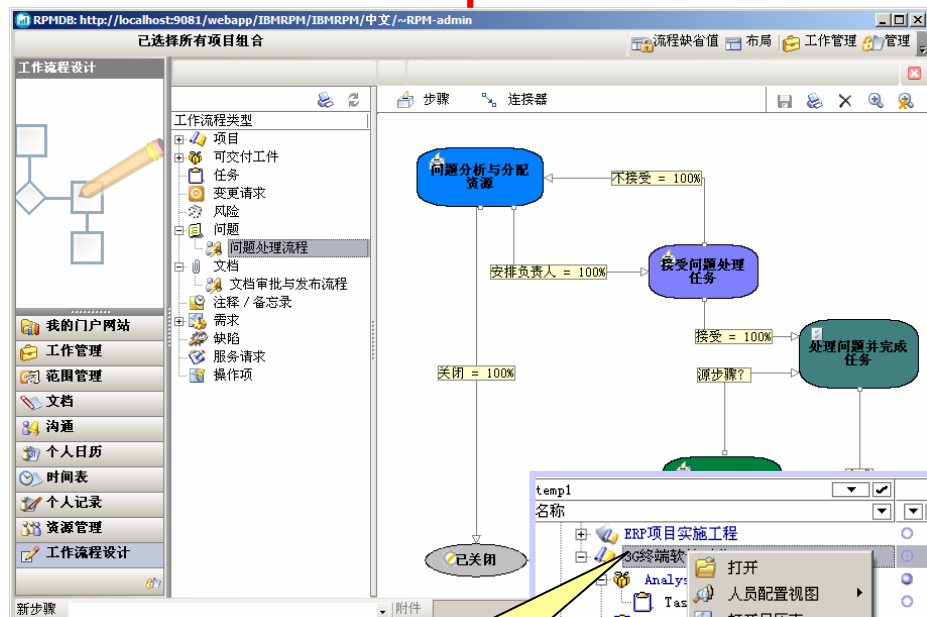 RPMDB: http://localhost:9081/webapp/IBMRPM/IBMRPM/中文/~RPM-admin
已选择所有项目组合
流程缺省值 布局 工作管理 管理
工作流程设计
步骤 连接器
工作流程类型
项目
可交付工件
任务
变更请求
风险
问题
问题处理流程
文档
文档审批与发布流程
注释 / 备忘录
需求
缺陷
服务请求
操作项
我的门户网站
工作管理
范围管理
文档
沟通
个人日历
时间表
个人记录
资源管理
工作流程设计
新步骤
附件
问题分析与分配
资源
不接受 = 100%
安排负责人 = 100%
接受问题处理
任务
接受 = 100%
处理问题并完成
任务
关闭 = 100%
源步骤?
已关闭
temp1
名称
ERP项目实施工程
3G终端软
Analys
Tas
打开
人员配置视图